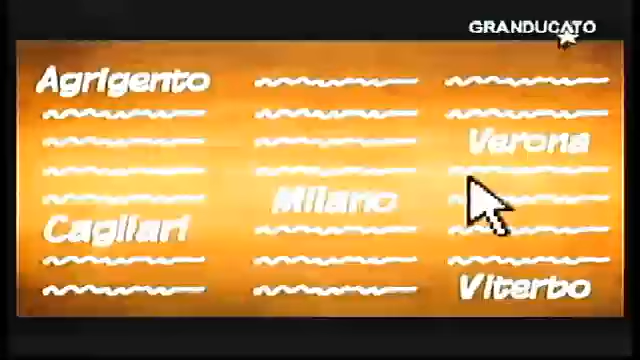 GRANDUCATO
Agrigento
Verona
Milano
Cagliari
Viterbo